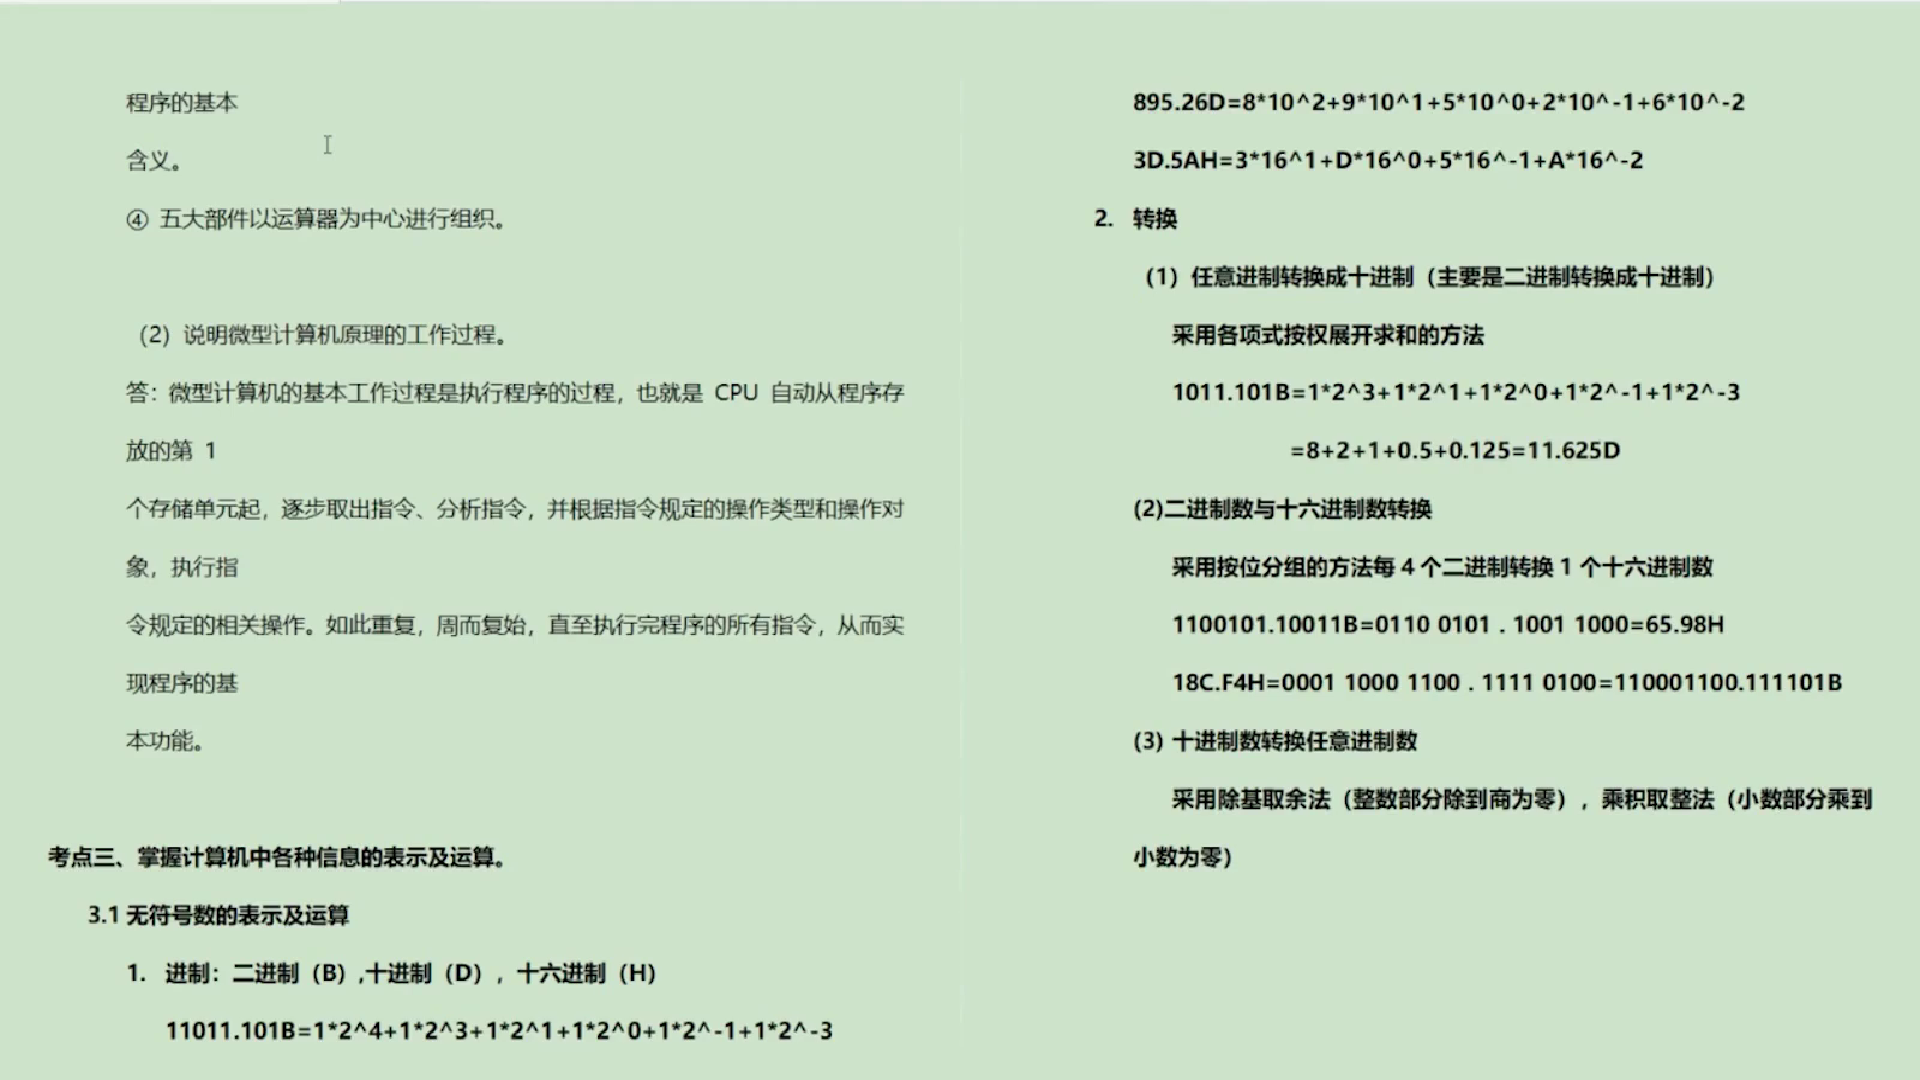 程序的基本
含义。
④ 五大部件以运算器为中心进行组织。
（2）说明微型计算机原理的工作过程。
答：微型计算机的基本工作过程是执行程序的过程，也就是 CPU 自动从程序存
放的第 1
个存储单元起，逐步取出指令、分析指令，并根据指令规定的操作类型和操作对
象，执行指
令规定的相关操作。如此重复，周而复始，直至执行完程序的所有指令，从而实
现程序的基
本功能。
考点三、掌握计算机中各种信息的表示及运算。
3.1 无符号数的表示及运算
1. 进制：二进制（B）,十进制（D），十六进制（H）
11011.101B=1*2^4+1*2^3+1*2^1+1*2^0+1*2^-1+1*2^-3
895.26D=8*10^2+9*10^1+5*10^0+2*10^-1+6*10^-2
3D.5AH=3*16^1+D*16^0+5*16^-1+A*16^-2
2. 转换
（1）任意进制转换成十进制（主要是二进制转换成十进制）
采用各项式按权展开求和的方法
1011.101B=1*2^3+1*2^1+1*2^0+1*2^-1+1*2^-3
=8+2+1+0.5+0.125=11.625D
(2)二进制数与十六进制数转换
采用按位分组的方法每 4 个二进制转换 1 个十六进制数
1100101.10011B=0110 0101 . 1001 1000=65.98H
18C.F4H=0001 1000 1100 . 1111 0100=110001100.111101B
(3) 十进制数转换任意进制数
采用除基取余法（整数部分除到商为零），乘积取整法（小数部分乘到
小数为零）